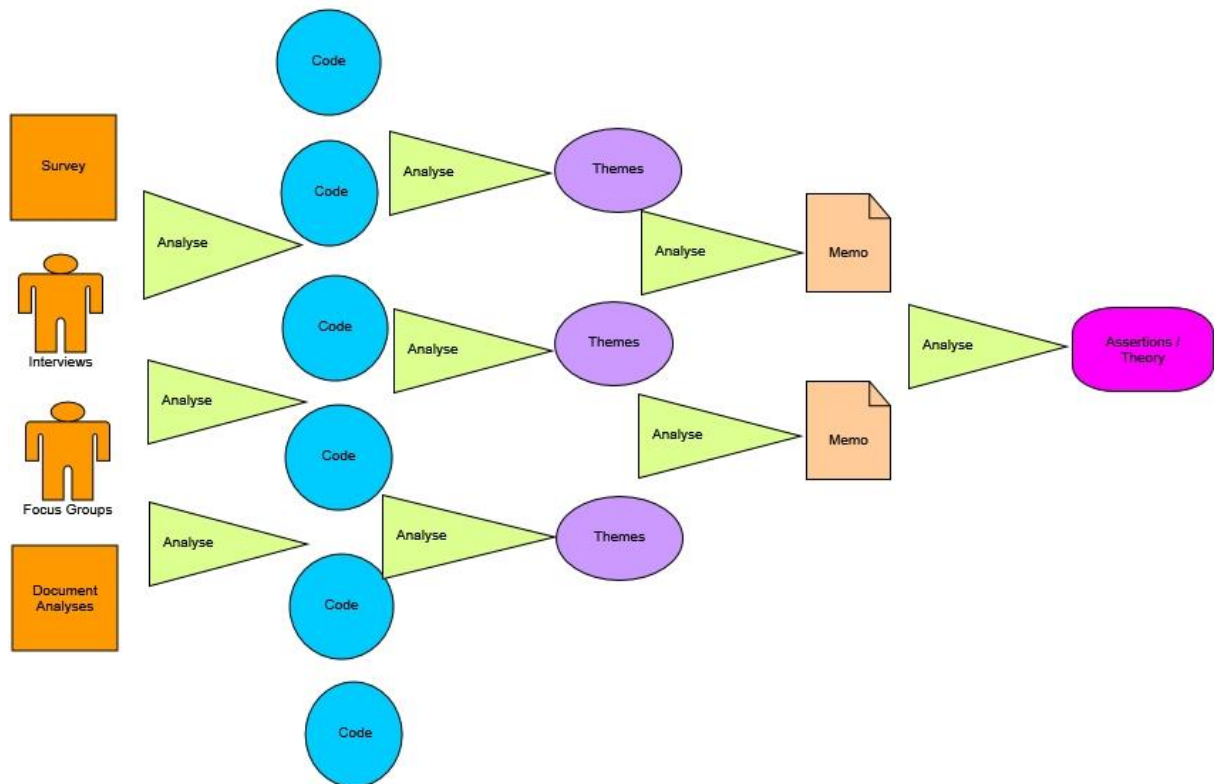 Survey
Interviews
Focus Groups
Document
Analyses
Analyse
Analyse
Analyse
Code
Code
Code
Code
Code
Code
Analyse
Analyse
Analyse
Themes
Themes
Themes
Analyse
Analyse
Memo
Memo
Analyse
Assertions /
Theory